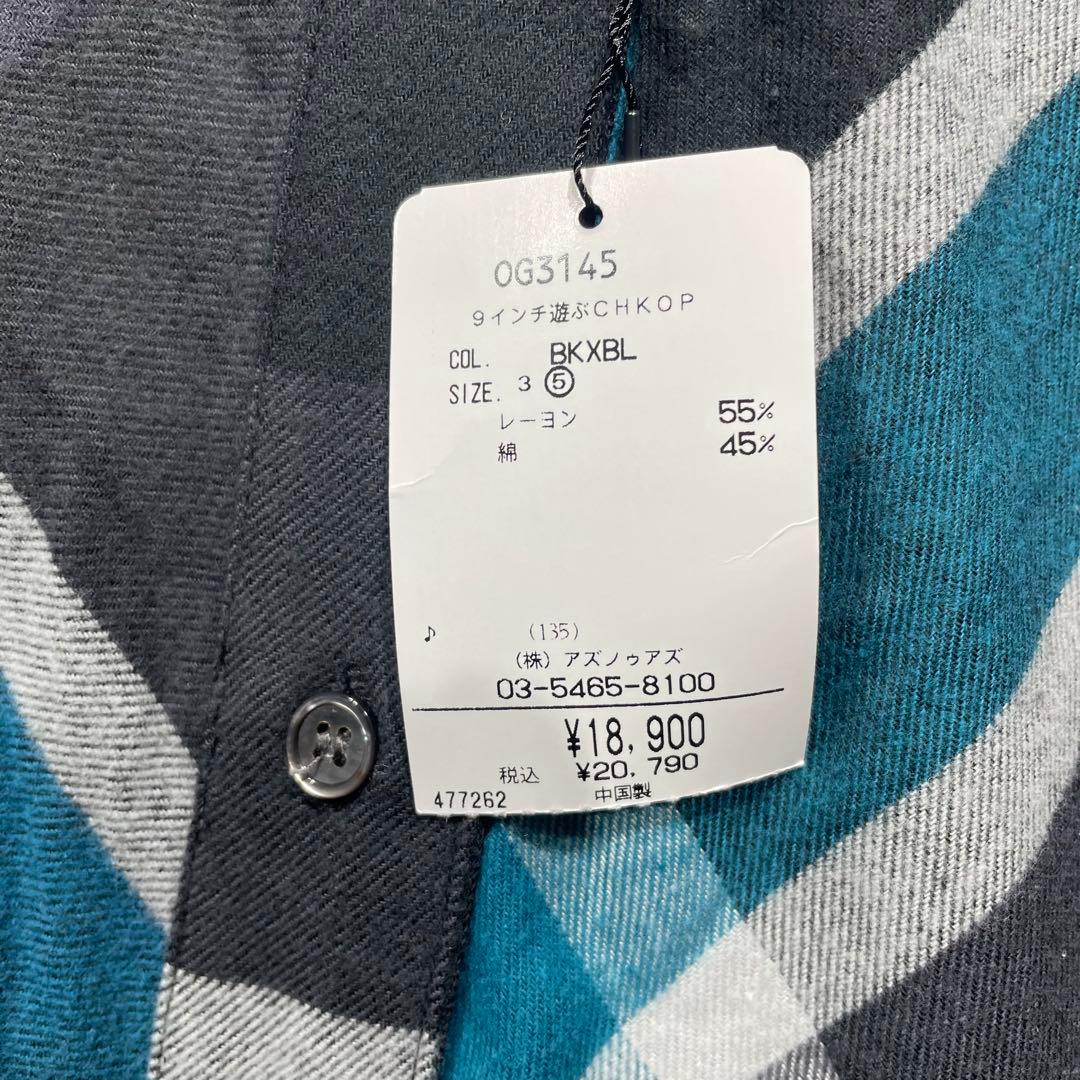 OG3145
9インチ遊ぶCHKOP
COL. BKXBL
SIZE. 3 ⑤
レーヨン 55%
綿 45%
♪ (135)
(株) アズノゥアズ
03-5465-8100
¥18,900
税込 ¥20,790
477262 中国製